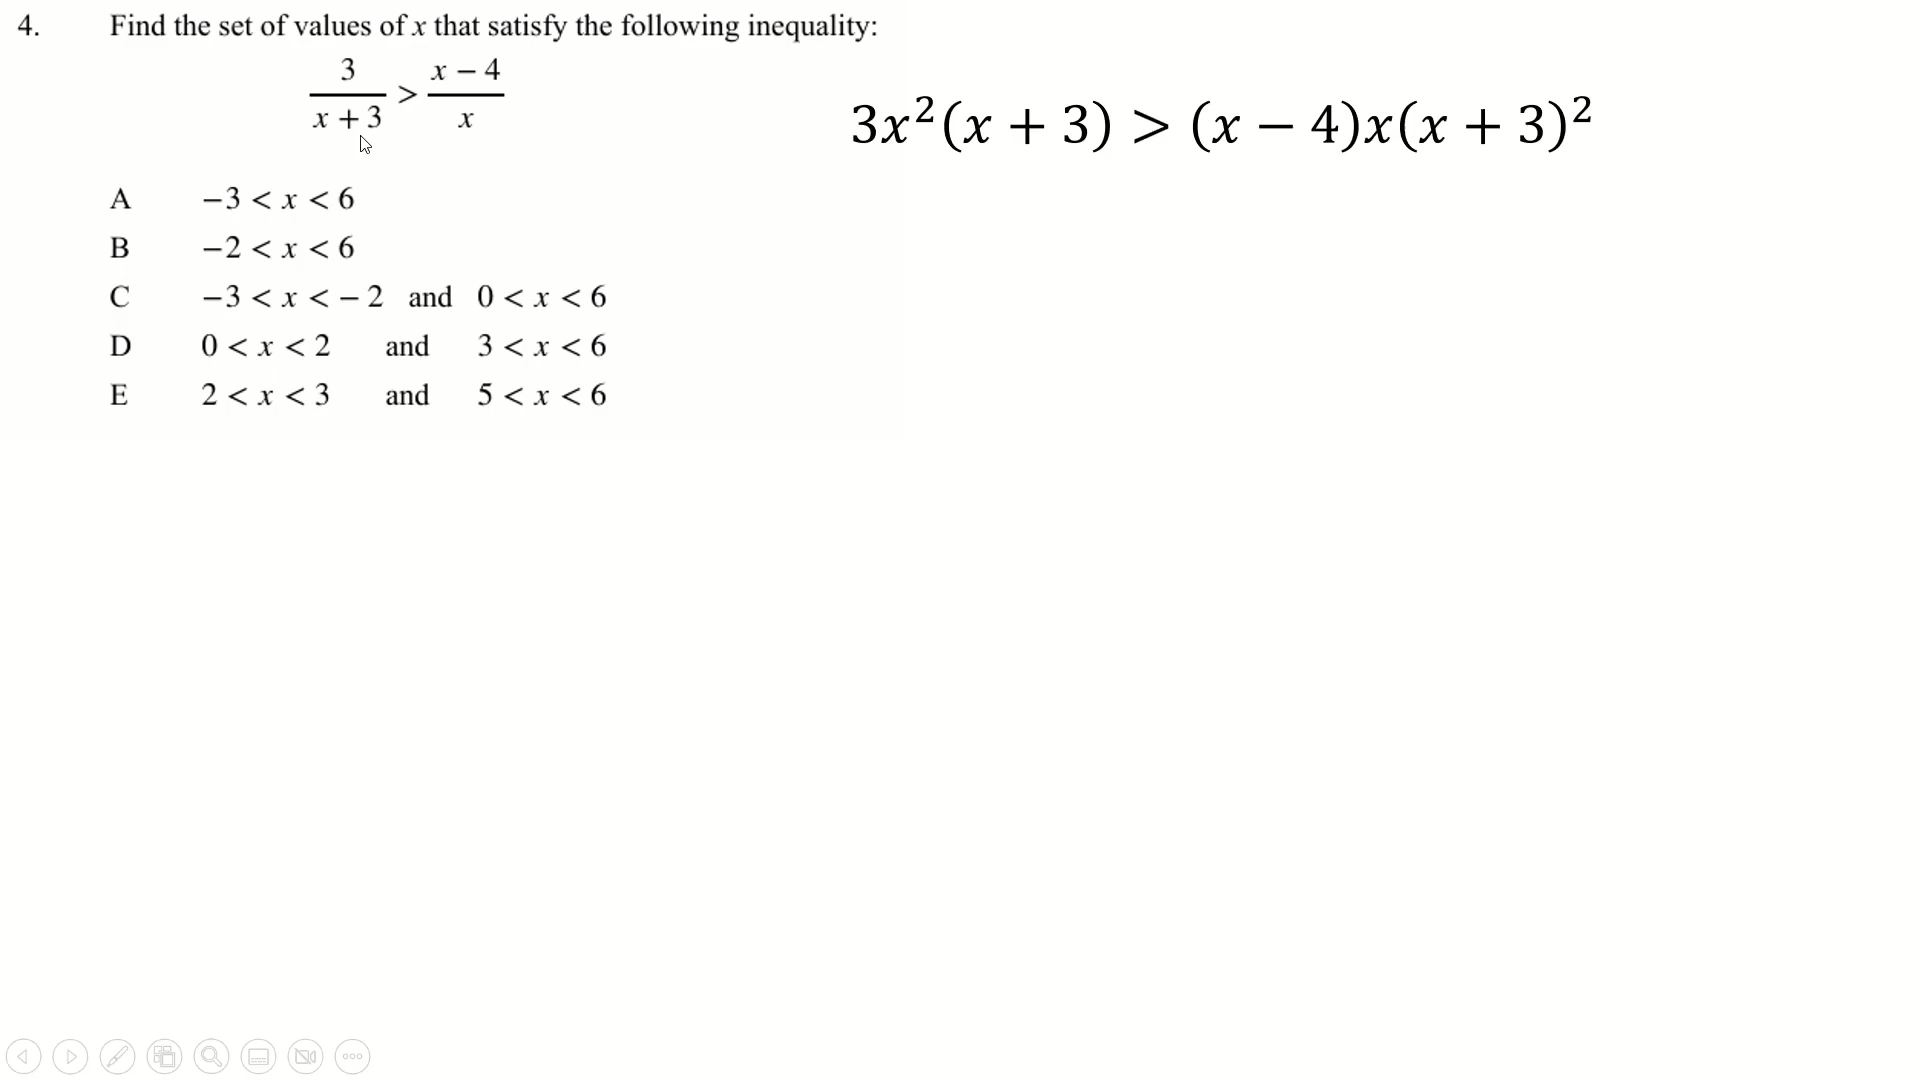 4. Find the set of values of x that satisfy the following inequality:
3/(x + 3) > (x − 4)/x
3x²(x + 3) > (x − 4)x(x + 3)²
A −3 < x < 6
B −2 < x < 6
C −3 < x < − 2 and 0 < x < 6
D 0 < x < 2 and 3 < x < 6
E 2 < x < 3 and 5 < x < 6